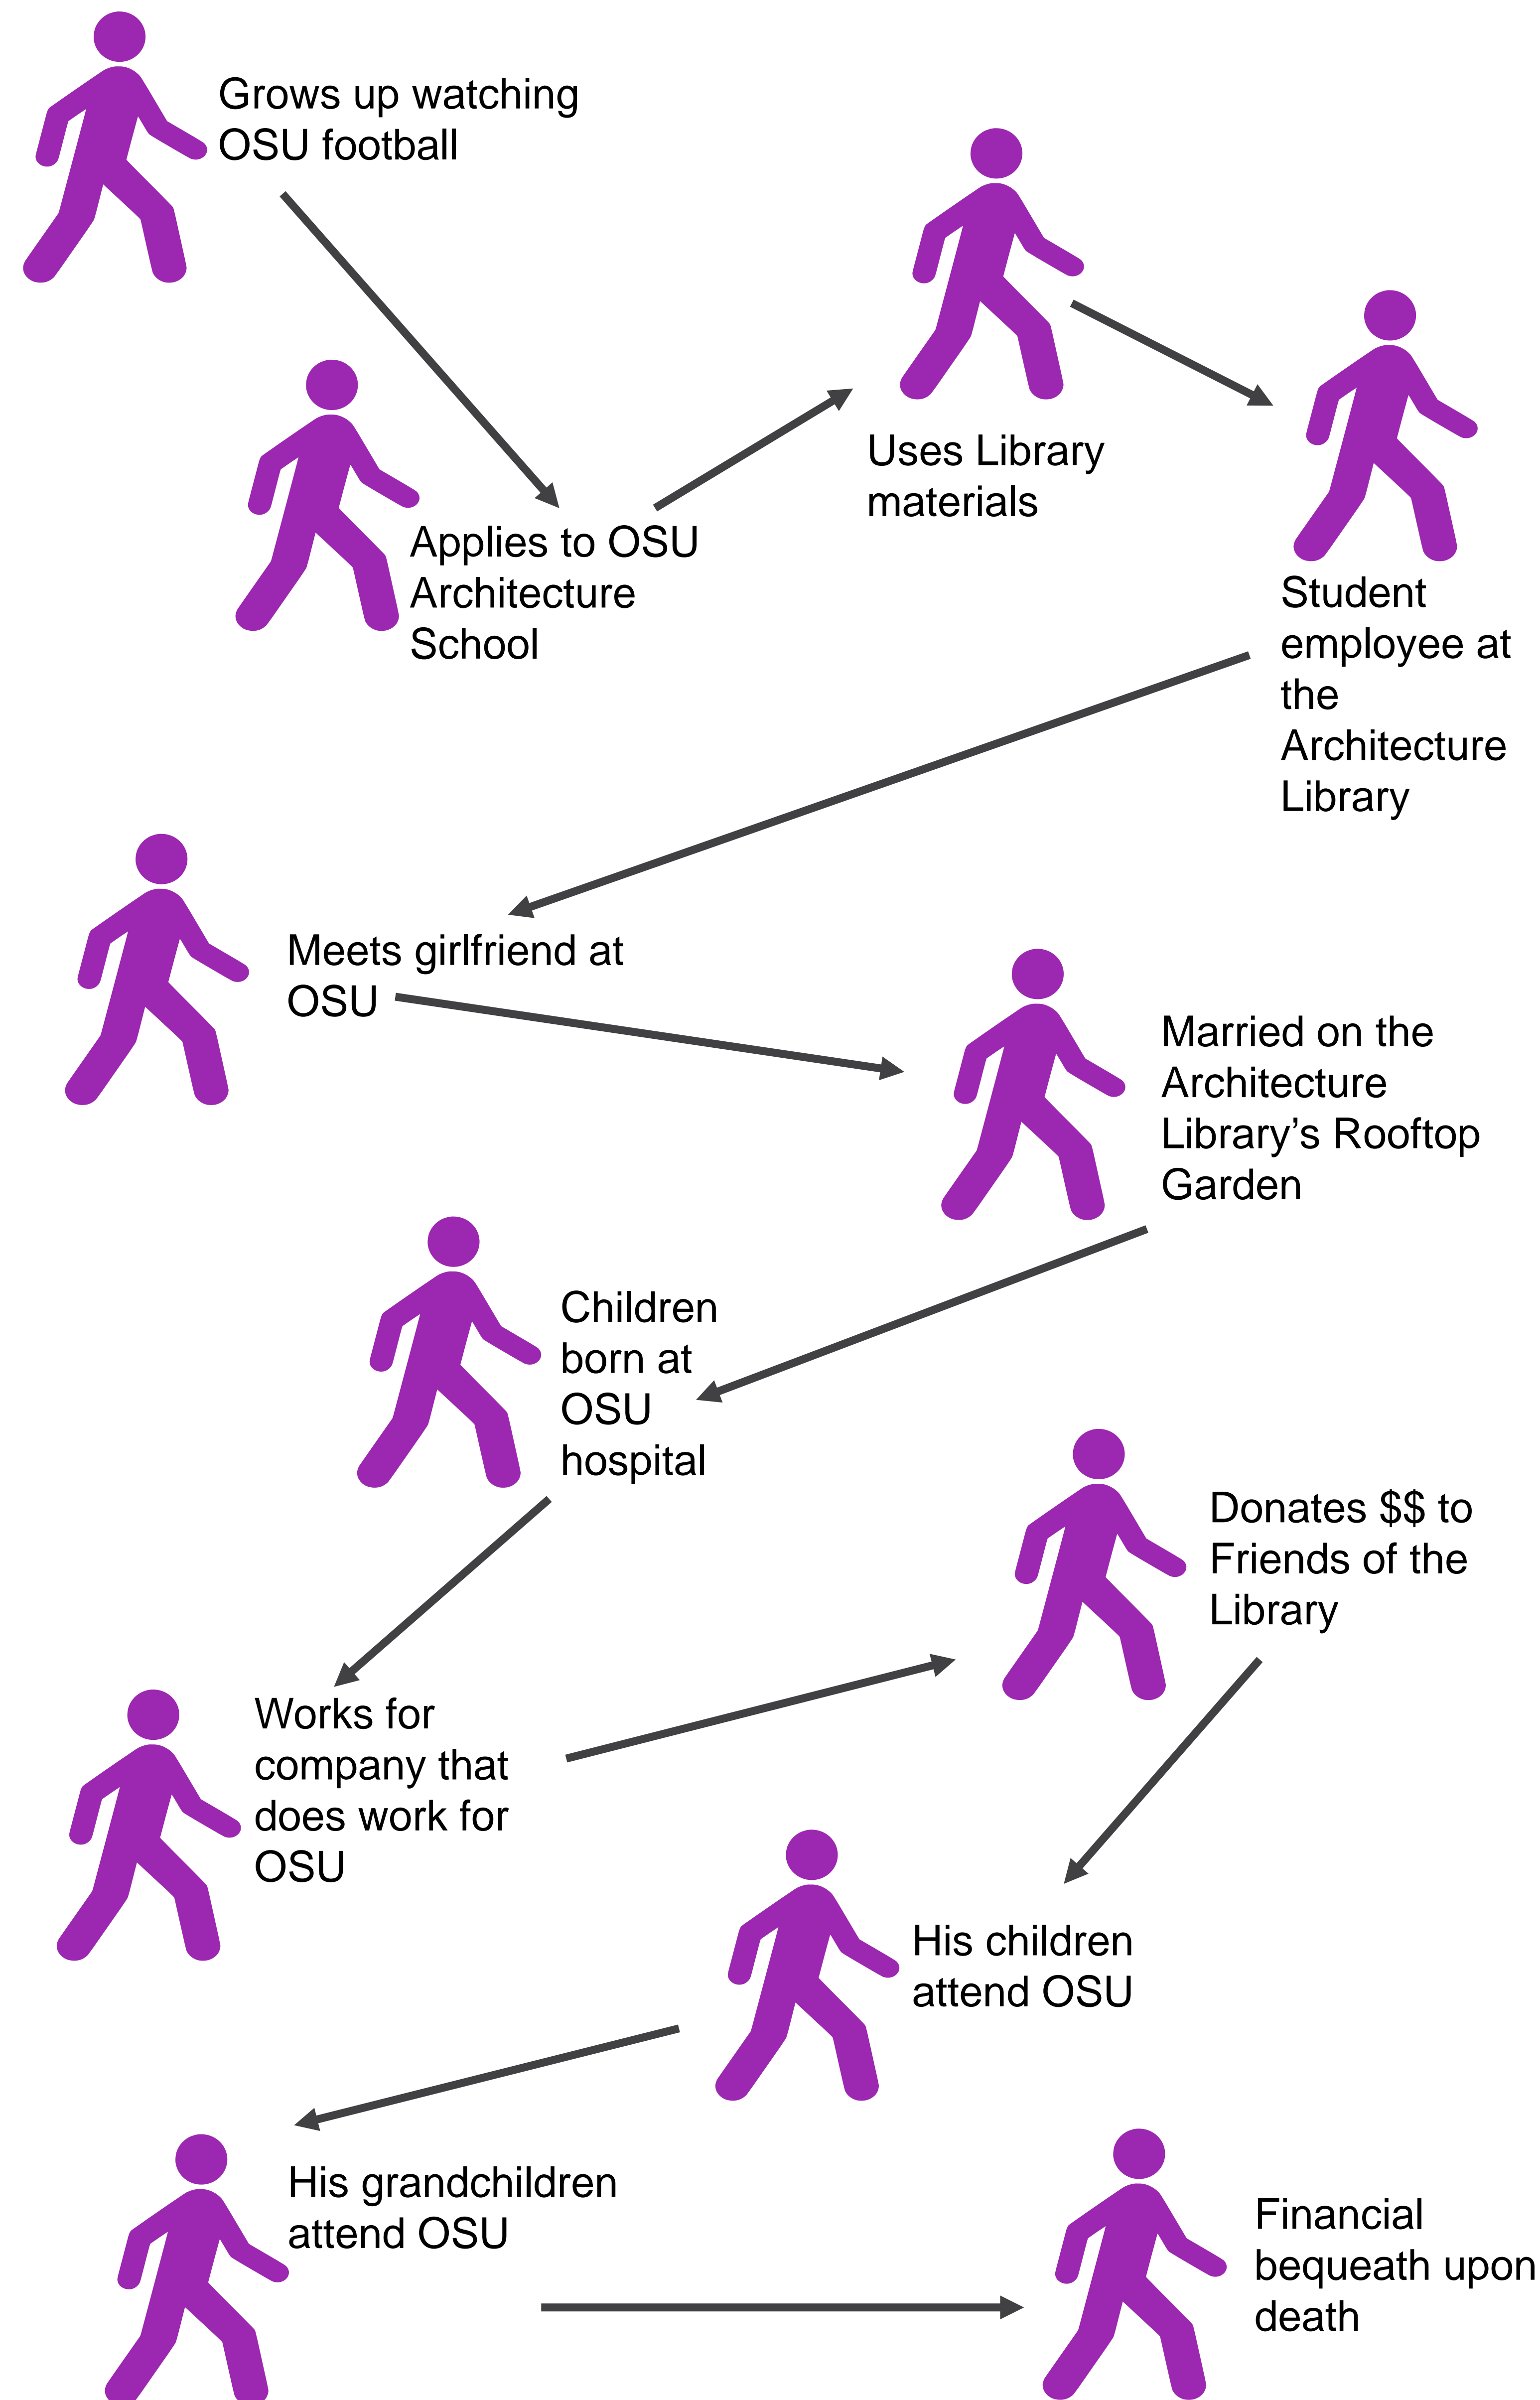 Grows up watching
OSU football
Applies to OSU
Architecture
School
Uses Library
materials
Student
employee at
the
Architecture
Library
Meets girlfriend at
OSU
Married on the
Architecture
Library’s Rooftop
Garden
Children
born at
OSU
hospital
Works for
company that
does work for
OSU
Donates $$ to
Friends of the
Library
His children
attend OSU
His grandchildren
attend OSU
Financial
bequeath upon
death